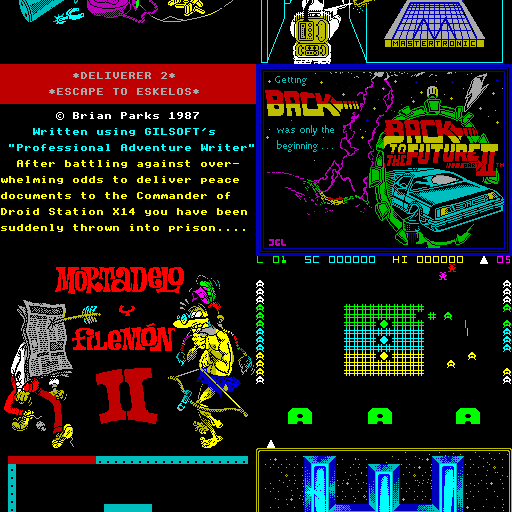 MASTERTRONIC
*DELIVERER 2*
*ESCAPE TO ESKELOS*
© Brian Parks 1987
Written using GILSOFT's
"Professional Adventure Writer"
After battling against over-
whelming odds to deliver peace
documents to the Commander of
Droid Station X14 you have been
suddenly thrown into prison....
Getting
BACK
was only the
beginning ...
BACK
TO THE FUTURE
II
JGL
L 01 SC 000000 HI 000000 05
MORTADELO
Y
FILEMÓN
II